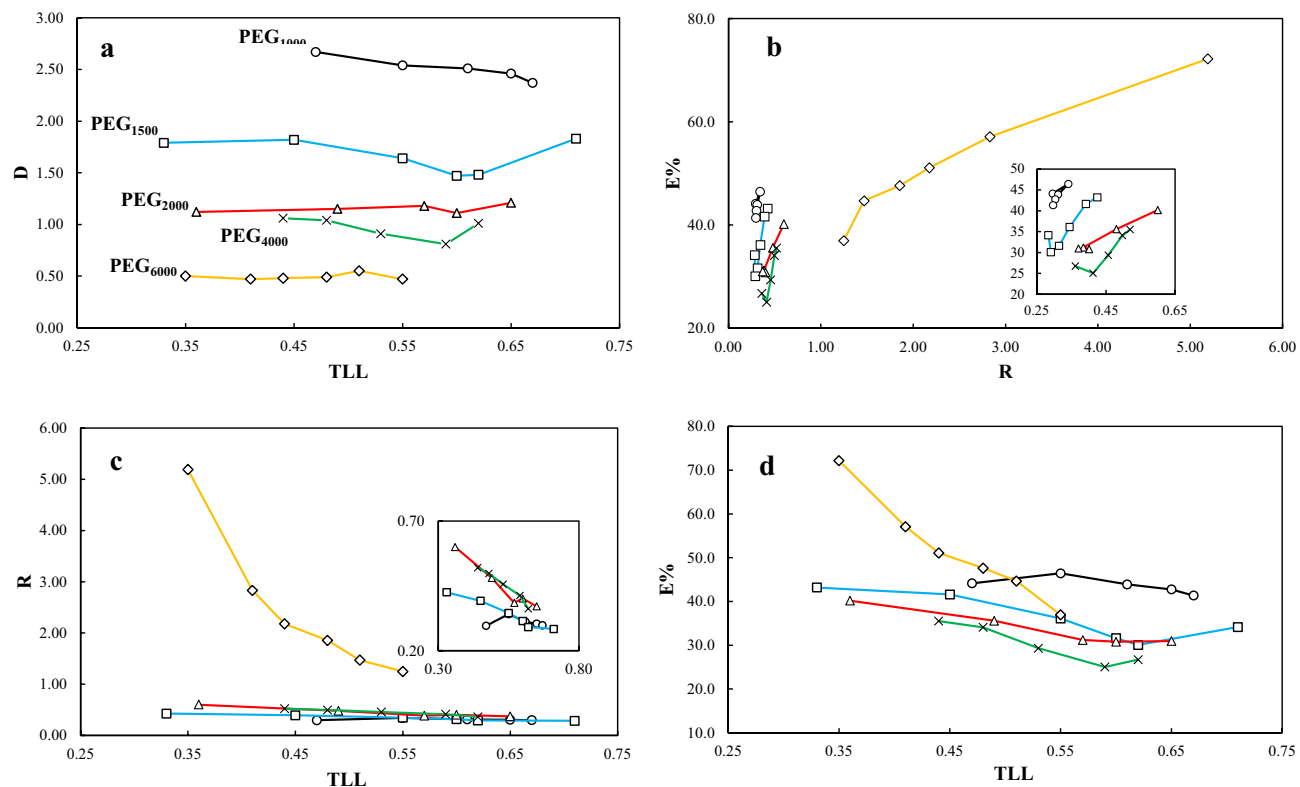 a
3.00
2.50
2.00
1.50
1.00
0.50
0.00
D
PEG1000
PEG1500
PEG2000
PEG4000
PEG6000
0.25 0.35 0.45 0.55 0.65 0.75
TLL
b
80.0
60.0
40.0
20.0
E%
50
45
40
35
30
25
20
0.25 0.45 0.65
0.00 1.00 2.00 3.00 4.00 5.00 6.00
R
c
6.00
5.00
4.00
3.00
2.00
1.00
0.00
R
0.70
0.20
0.30 0.80
0.25 0.35 0.45 0.55 0.65 0.75
TLL
d
80.0
70.0
60.0
50.0
40.0
30.0
20.0
10.0
E%
0.25 0.35 0.45 0.55 0.65 0.75
TLL